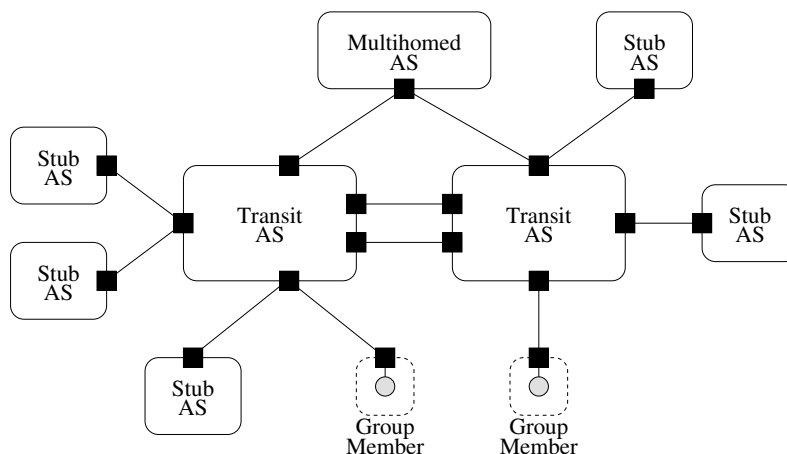 Multihomed
AS
Stub
AS
Stub
AS
Transit
AS
Transit
AS
Stub
AS
Stub
AS
Stub
AS
Group
Member
Group
Member